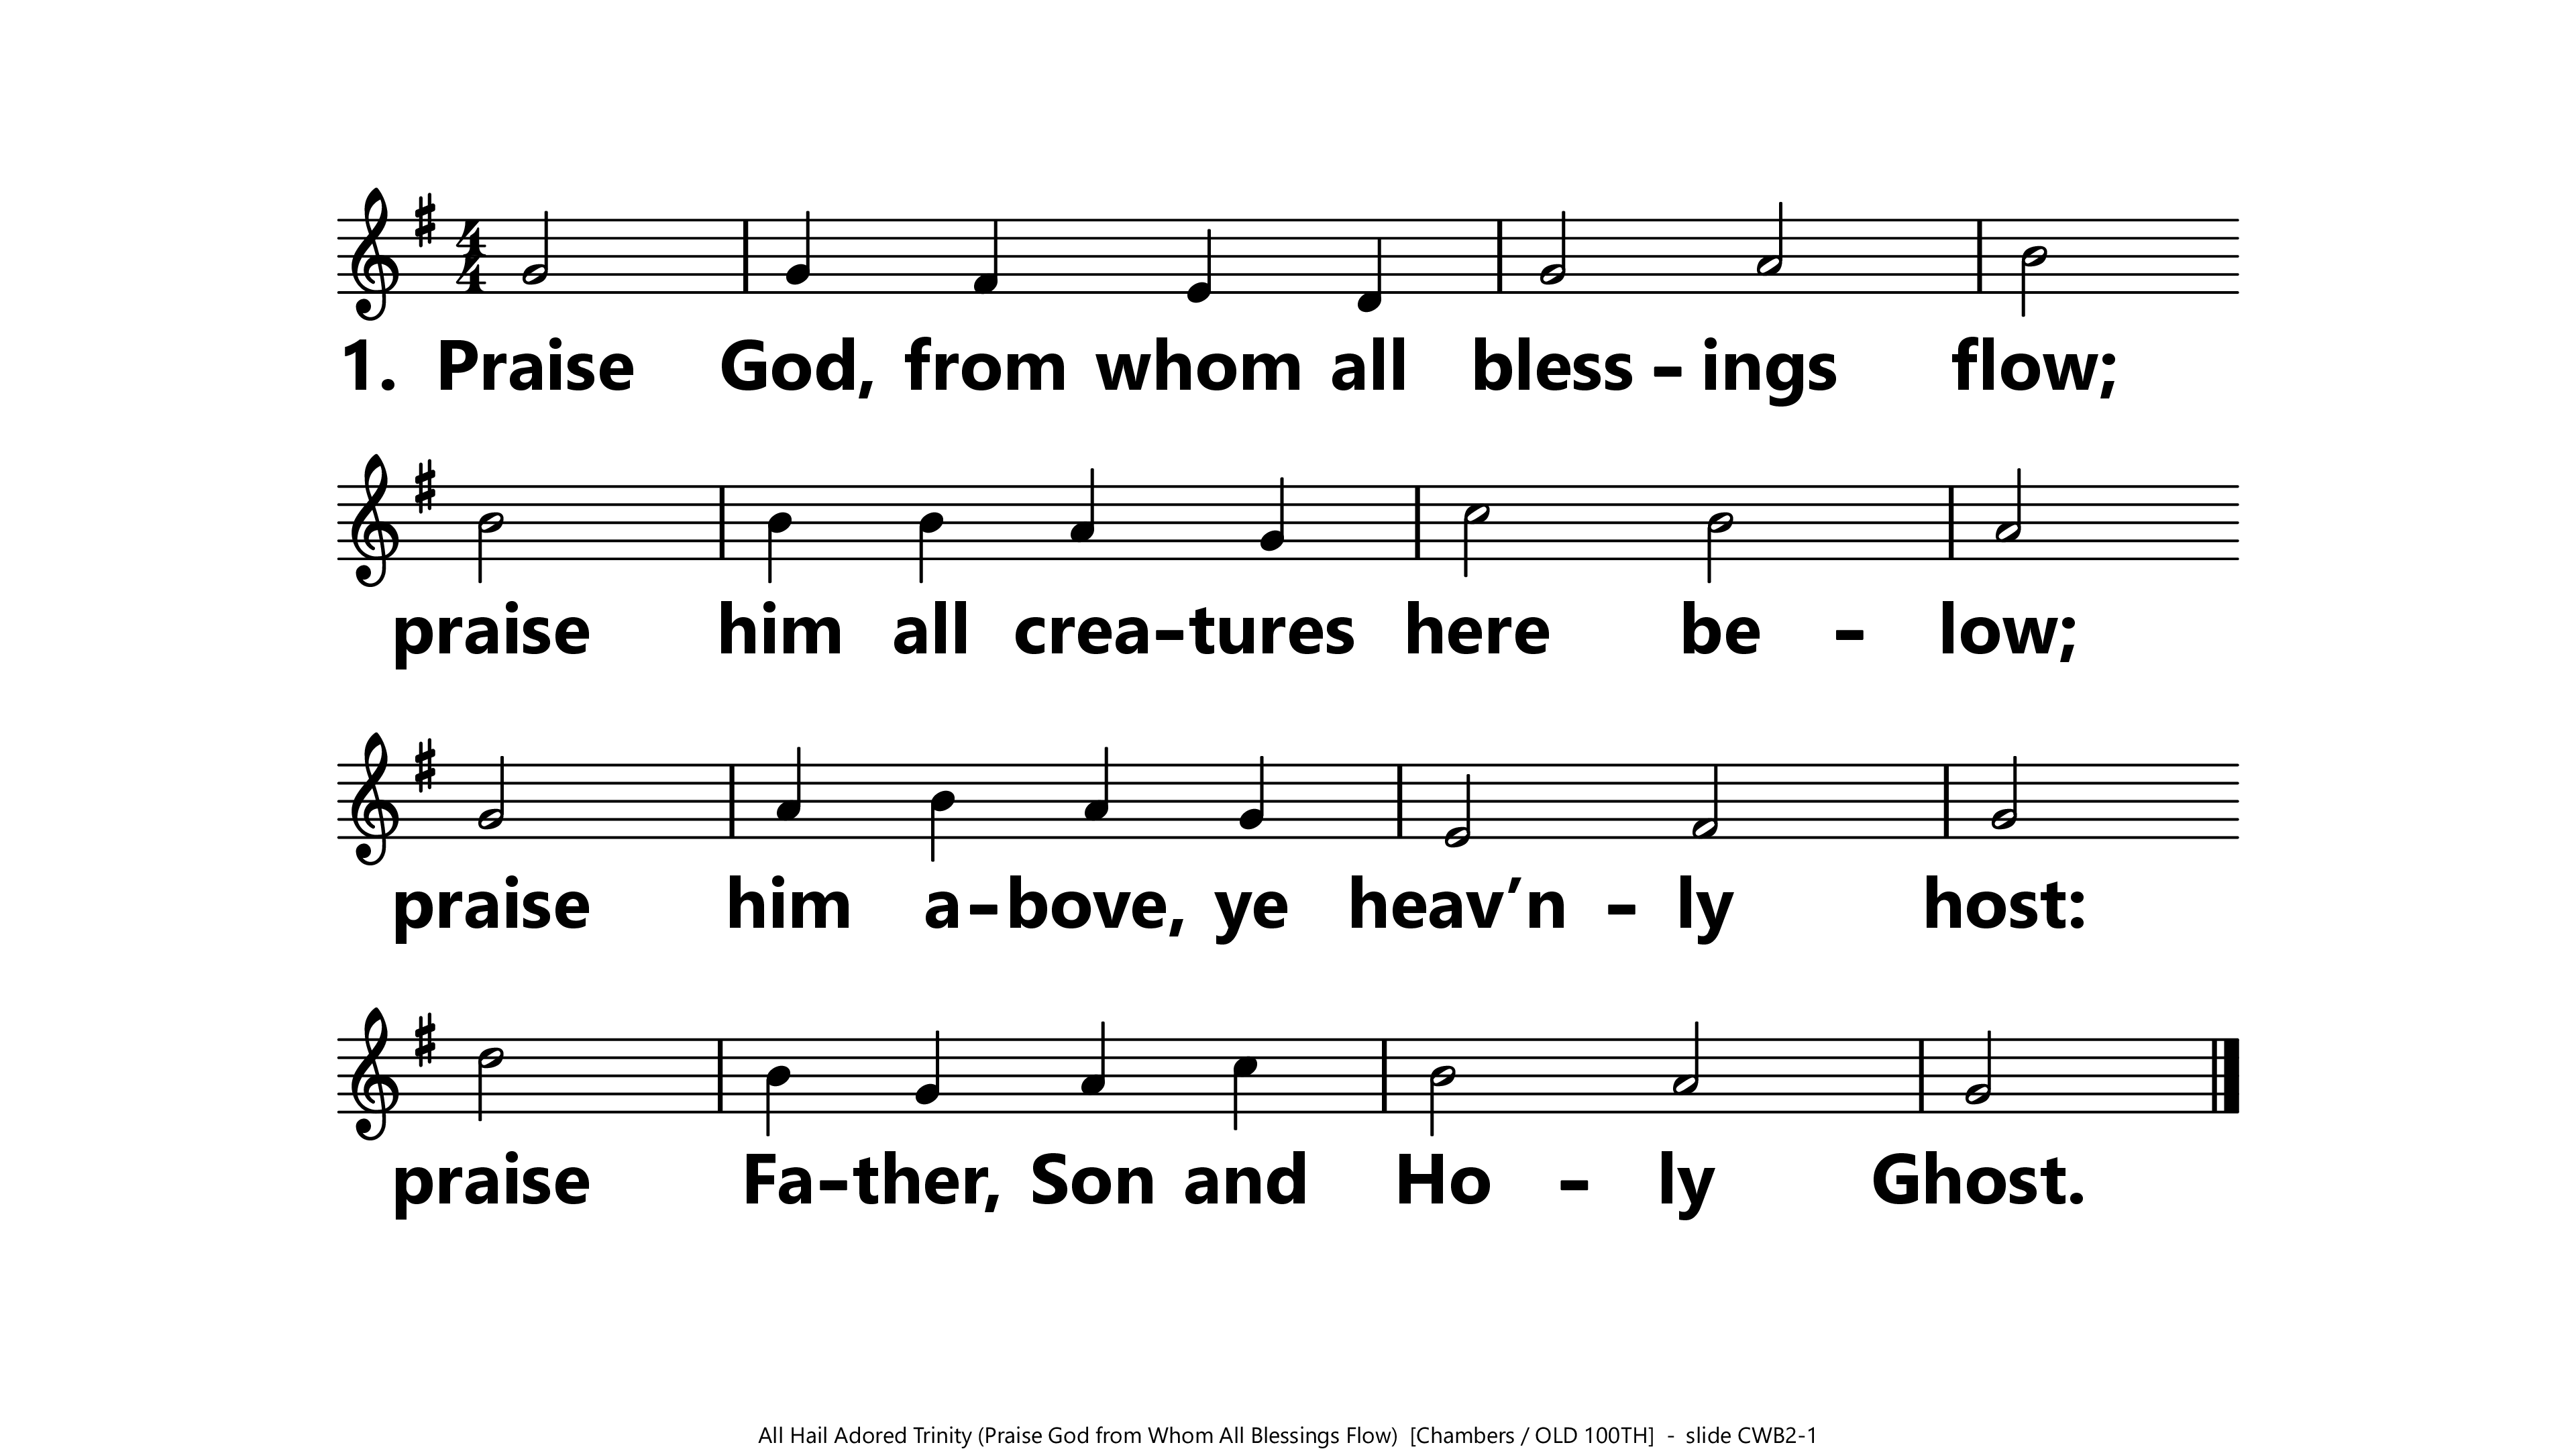 1. Praise God, from whom all bless - ings flow;
praise him all crea-tures here be - low;
praise him a-bove, ye heav’n - ly host:
praise Fa-ther, Son and Ho - ly Ghost.
All Hail Adored Trinity (Praise God from Whom All Blessings Flow) [Chambers / OLD 100TH] - slide CWB2-1